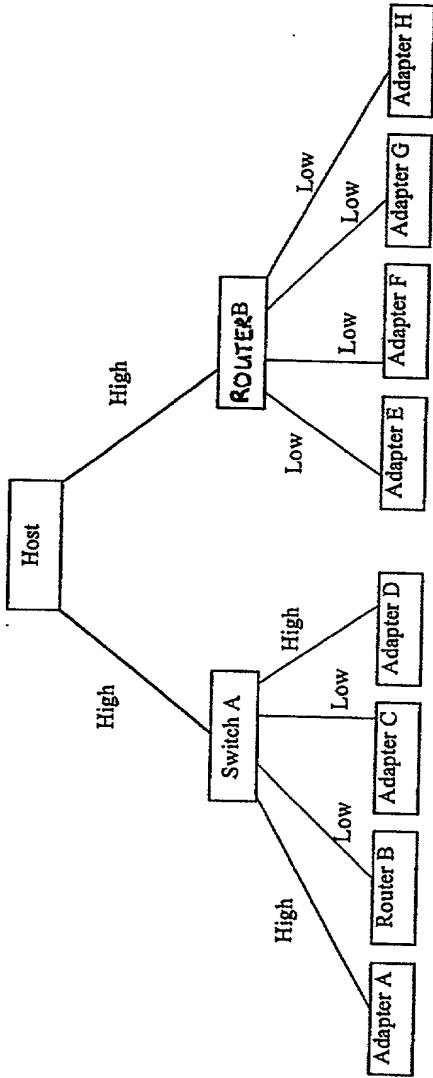 Host
High
High
Switch A
ROUTER B
High
Low
Low
High
Low
Low
Low
Low
Adapter A
Router B
Adapter C
Adapter D
Adapter E
Adapter F
Adapter G
Adapter H